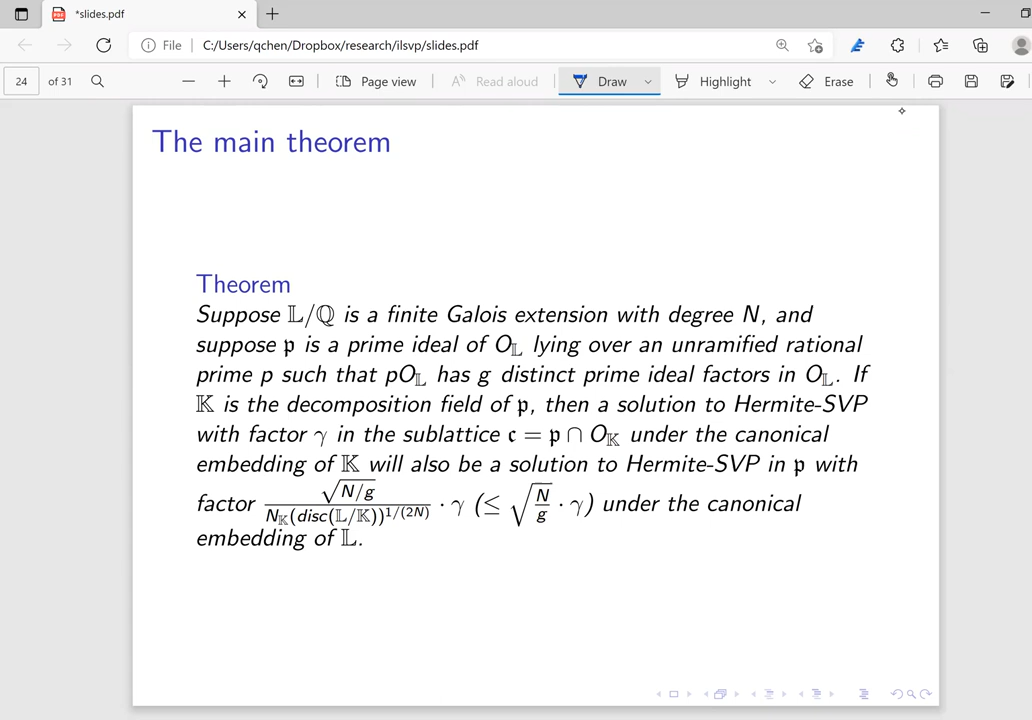 *slides.pdf
File C:/Users/qchen/Dropbox/research/ilsvp/slides.pdf
24 of 31 Page view Read aloud Draw Highlight Erase
The main theorem
Theorem
Suppose 𝕃/ℚ is a finite Galois extension with degree N, and
suppose 𝔭 is a prime ideal of O_𝕃 lying over an unramified rational
prime p such that pO_𝕃 has g distinct prime ideal factors in O_𝕃. If
𝕂 is the decomposition field of 𝔭, then a solution to Hermite-SVP
with factor γ in the sublattice 𝔠 = 𝔭 ∩ O_𝕂 under the canonical
embedding of 𝕂 will also be a solution to Hermite-SVP in 𝔭 with
factor √(N/g) / N_𝕂(disc(𝕃/𝕂))^{1/(2N)} · γ (≤ √(N/g) · γ) under the canonical
embedding of 𝕃.